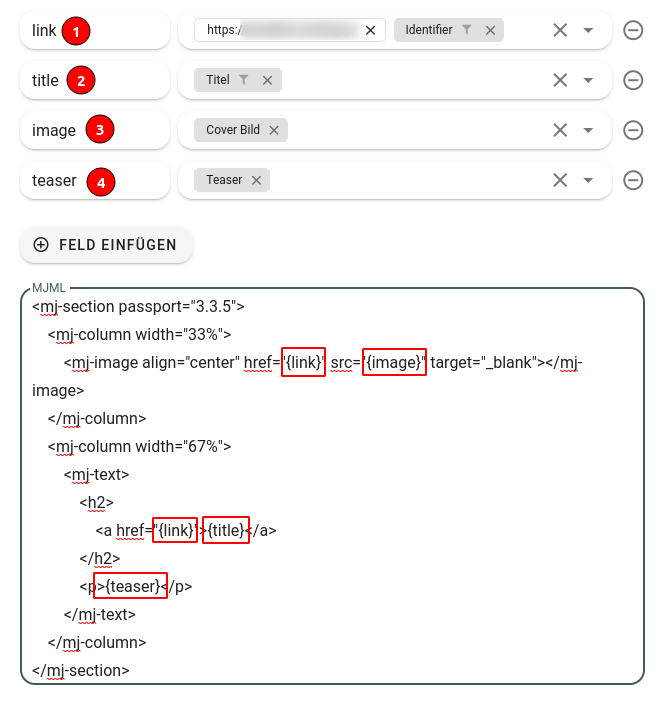 link 1 https:/ Identifier
title 2 Titel
image 3 Cover Bild
teaser 4 Teaser
FELD EINFÜGEN
MJML
<mj-section passport="3.3.5">
<mj-column width="33%">
<mj-image align="center" href="{link}" src="{image}" target="_blank"></mj-
image>
</mj-column>
<mj-column width="67%">
<mj-text>
<h2>
<a href="{link}">{title}</a>
</h2>
<p>{teaser}</p>
</mj-text>
</mj-column>
</mj-section>